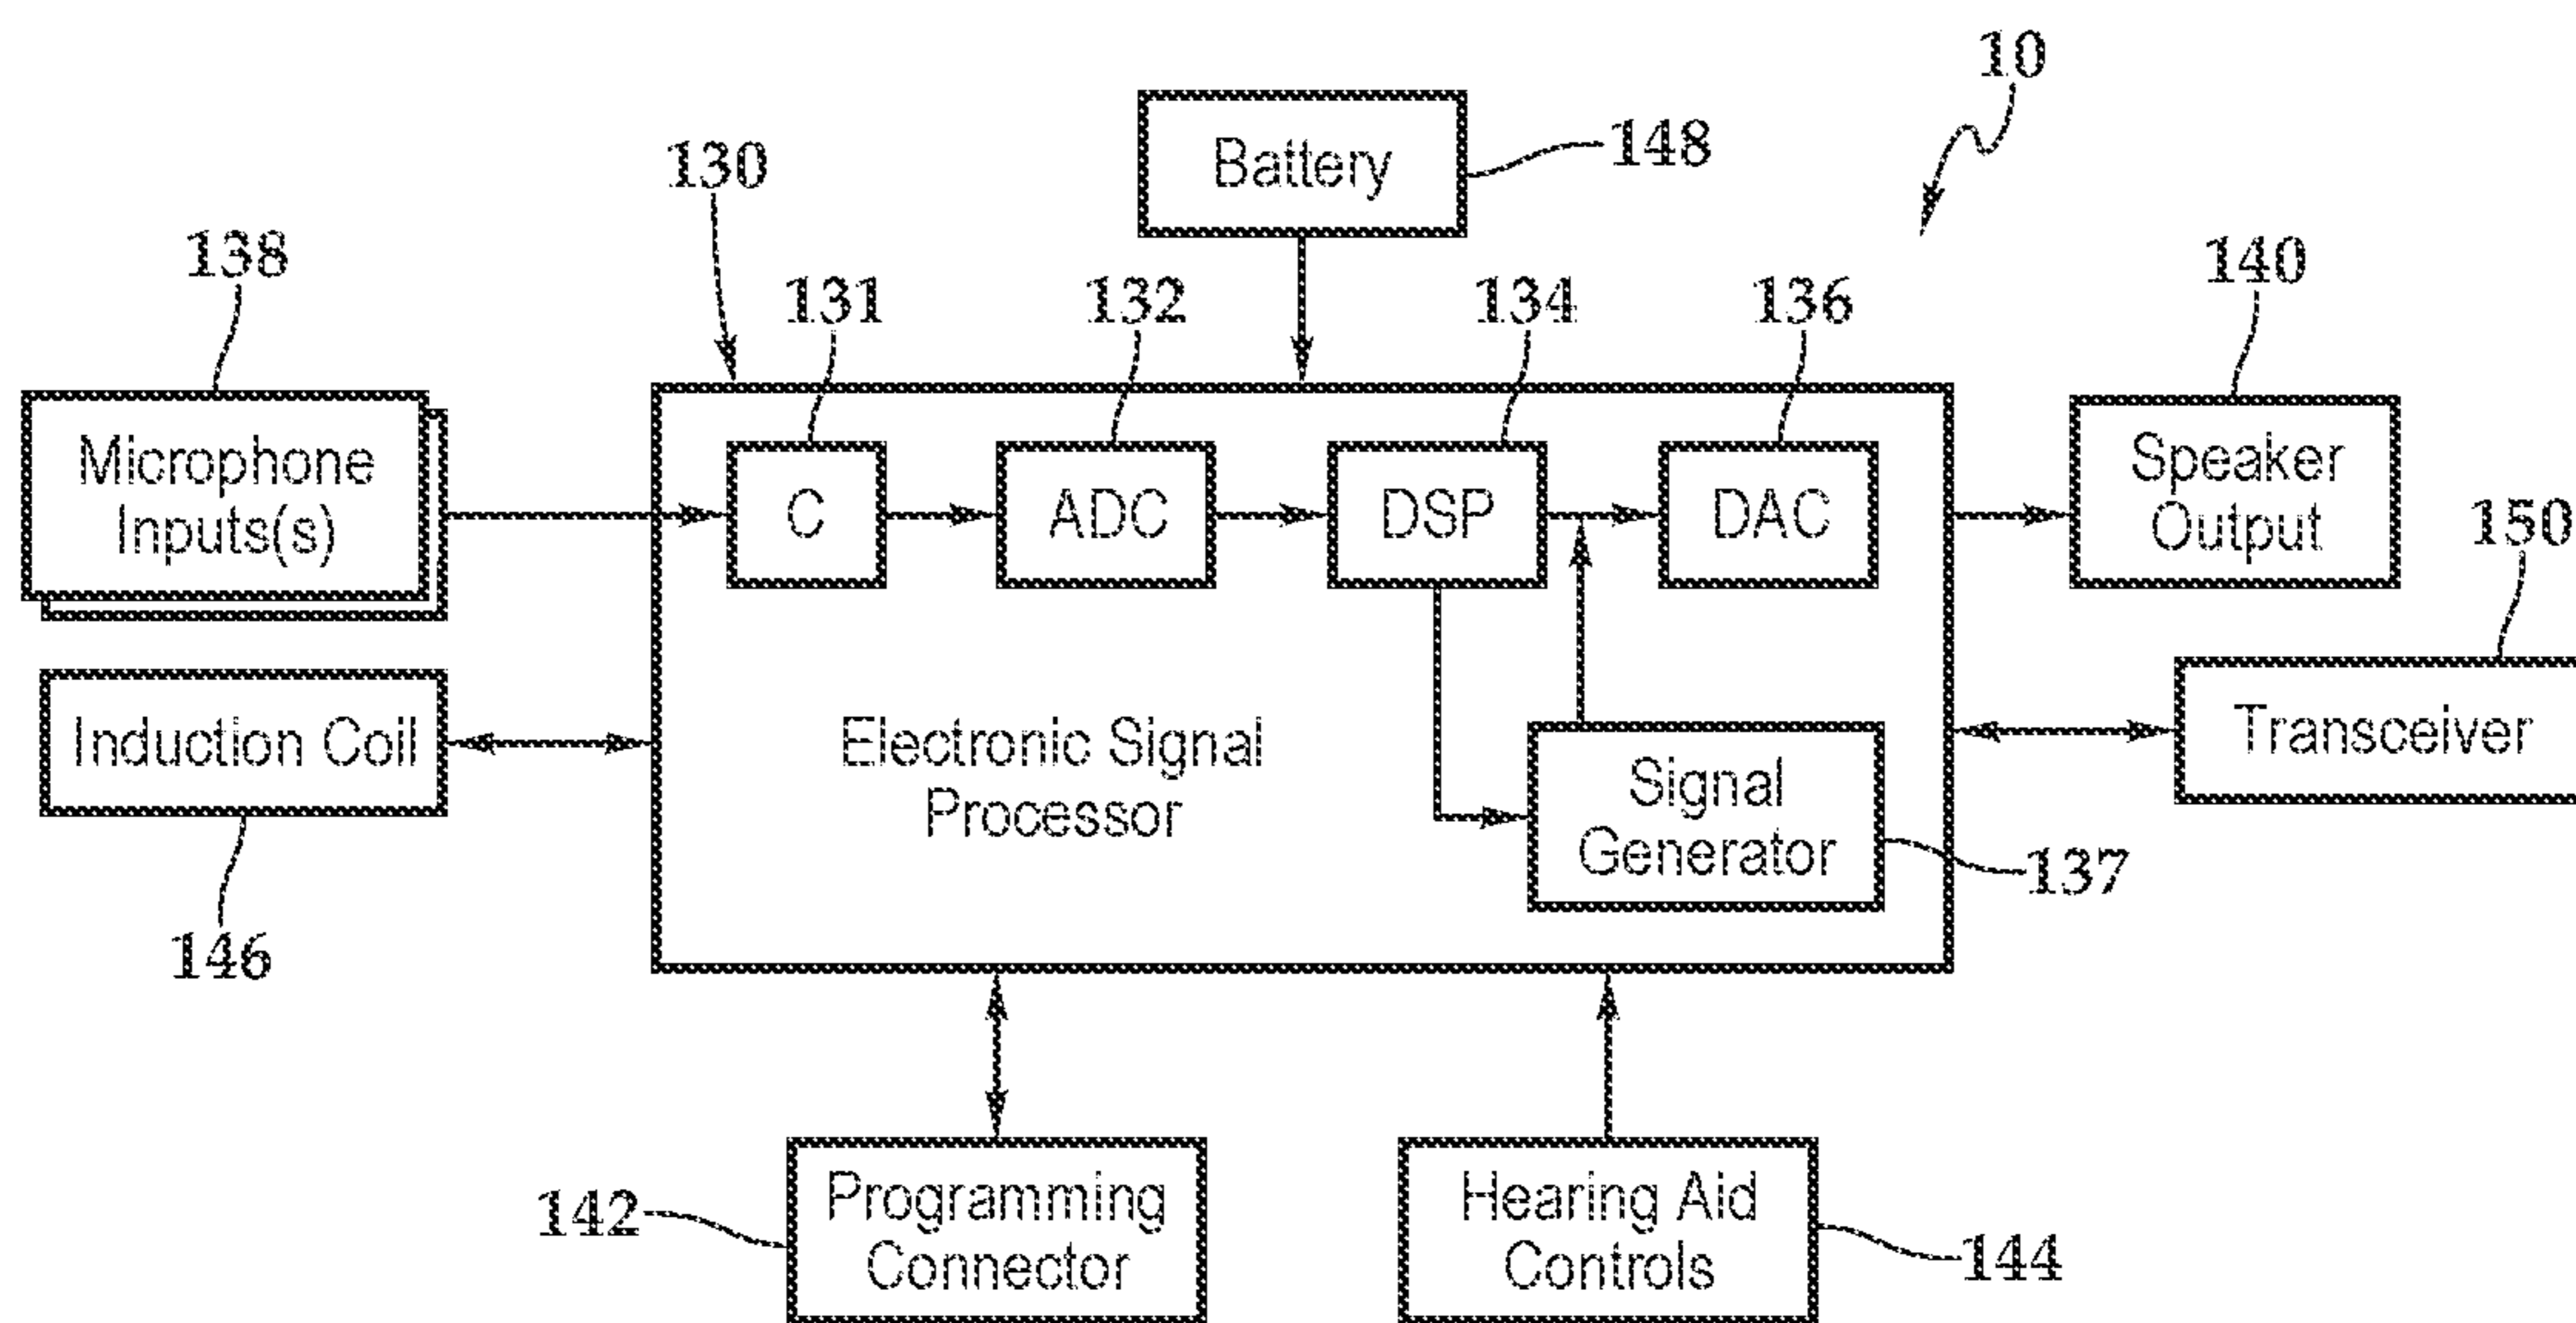 10
Battery
148
130
138
131
132
134
136
140
Microphone
Inputs(s)
C
ADC
DSP
DAC
Speaker
Output
150
Induction Coil
146
Electronic Signal
Processor
Signal
Generator
137
Transceiver
142
Programming
Connector
Hearing Aid
Controls
144